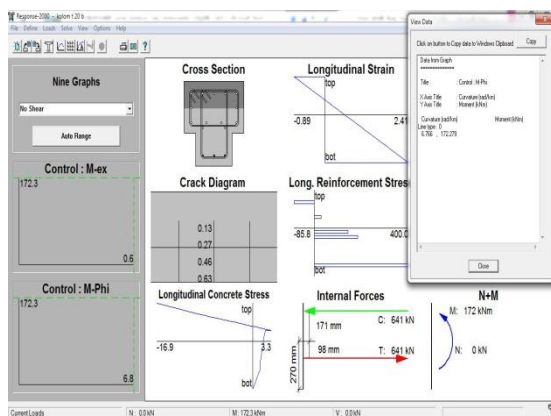 Response-2000 - kolom t 20 b
File Define Loads Solve View Options Help
Nine Graphs
No Shear
Auto Range
Control : M-ex
172.3
0.6
Control : M-Phi
172.3
6.8
Cross Section
Crack Diagram
0.13
0.27
0.46
0.63
Longitudinal Concrete Stress
top
-16.9
3.3
bot
Longitudinal Strain
top
-0.89
2.41
bot
Long. Reinforcement Stress
top
-85.8
400.0
bot
Internal Forces
C: 641 kN
171 mm
98 mm
T: 641 kN
270 mm
N+M
M: 172 kNm
N: 0 kN
View Data
Click on button to Copy data to Windows Clipboard
Copy
Data from Graph
Title : Control : M-Phi
X Axis Title : Curvature (rad/km)
Y Axis Title : Moment (kNm)
Curvature (rad/km) Moment (kNm)
Line type : 0
6.766 , 172.279
Close
Current Loads N : 0.0 kN M : 172.3 kNm V : 0.0 kN